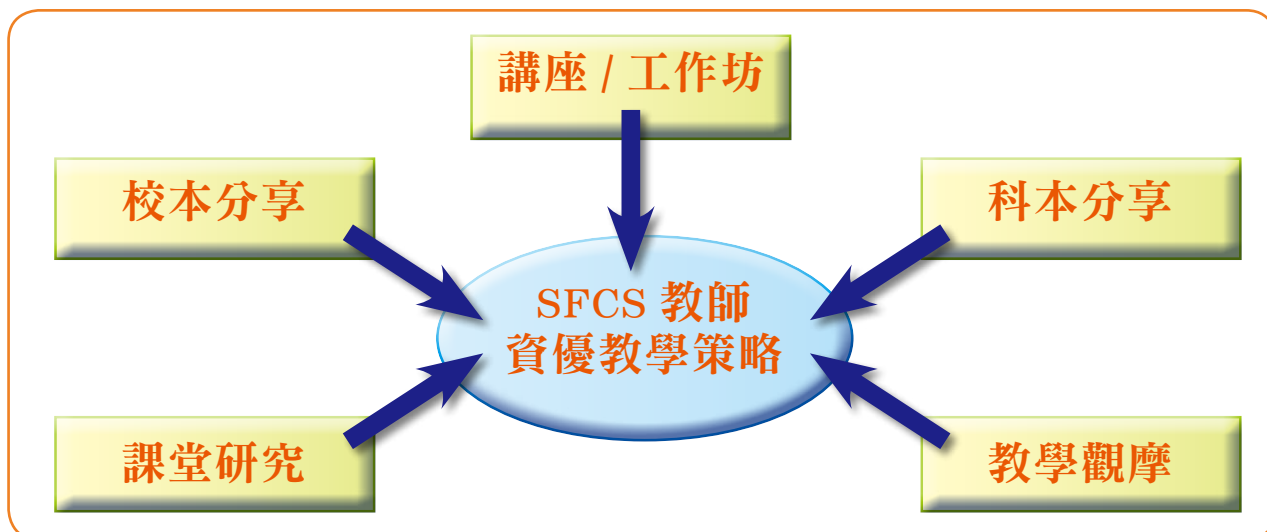 講座 / 工作坊
校本分享
科本分享
SFCS 教師
資優教學策略
課堂研究
教學觀摩